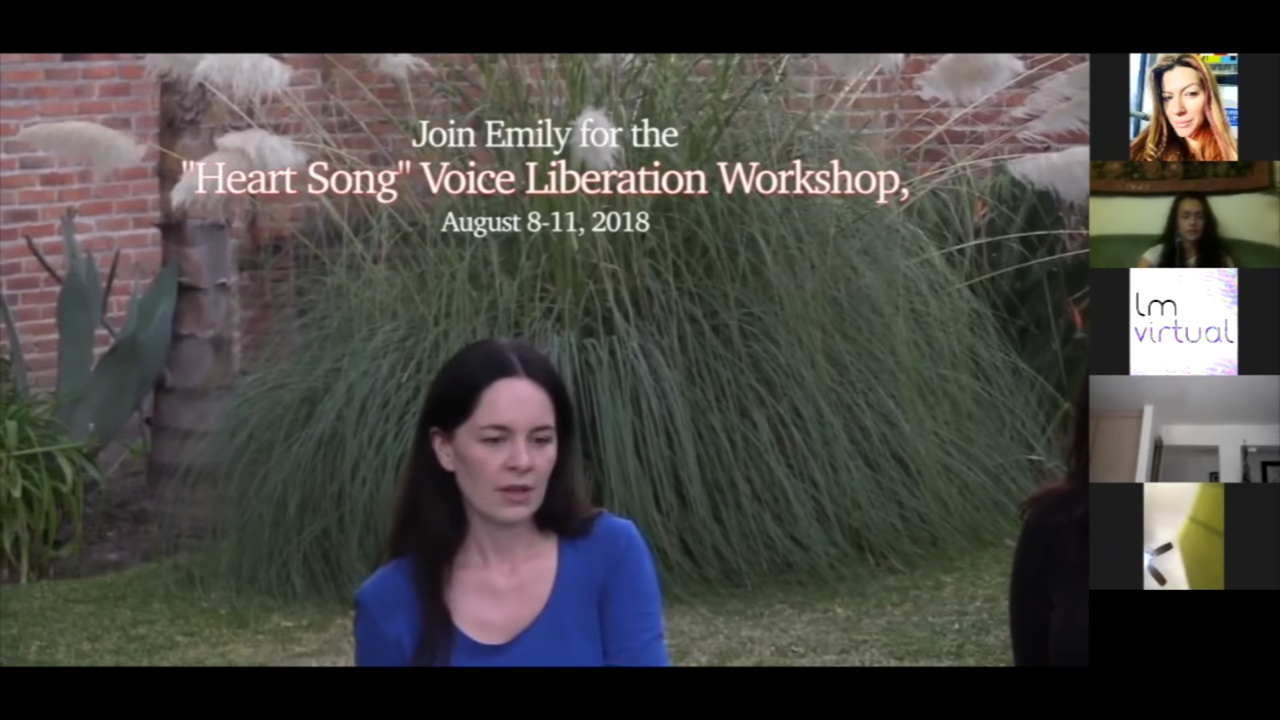 Join Emily for the
"Heart Song" Voice Liberation Workshop,
August 8-11, 2018
lm
virtual